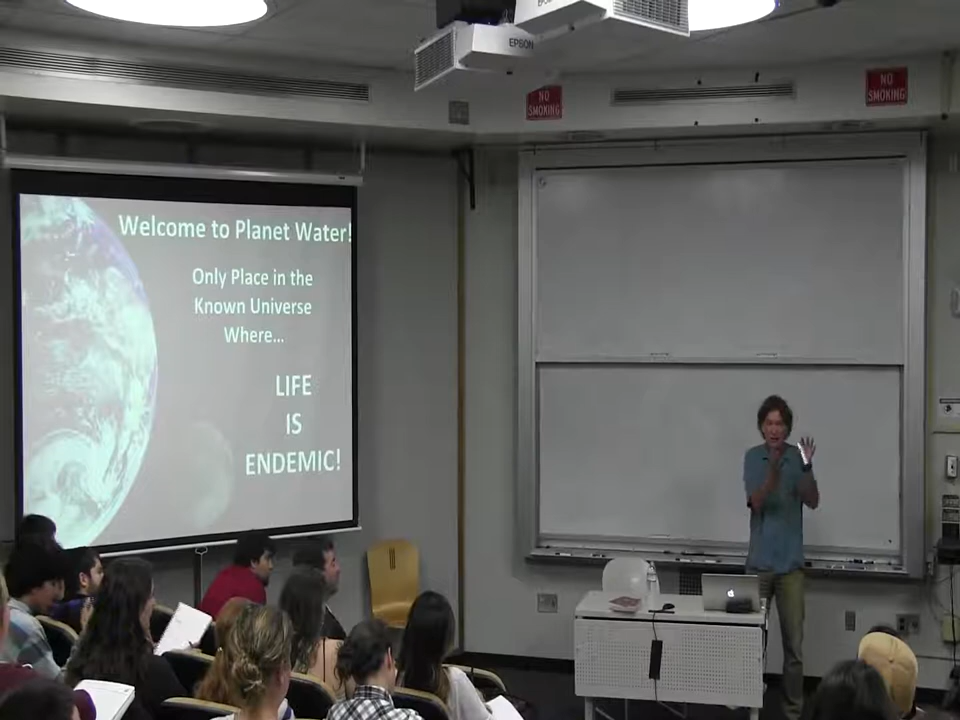 EPSON
NO
SMOKING
NO
SMOKING
Welcome to Planet Water!
Only Place in the
Known Universe
Where...
LIFE
IS
ENDEMIC!